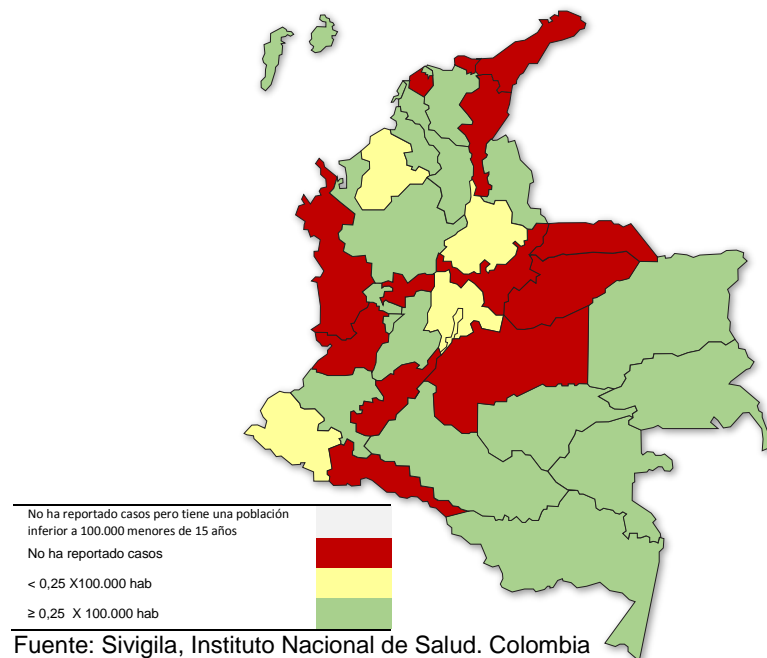 No ha reportado casos pero tiene una población
inferior a 100.000 menores de 15 años
No ha reportado casos
< 0,25 X100.000 hab
≥ 0,25 X 100.000 hab
Fuente: Sivigila, Instituto Nacional de Salud. Colombia